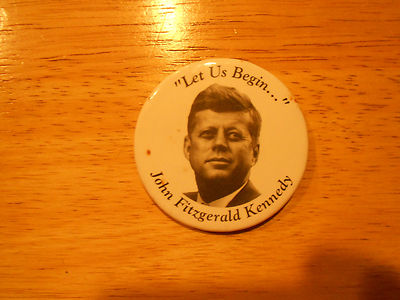 "Let Us Begin..."
John Fitzgerald Kennedy